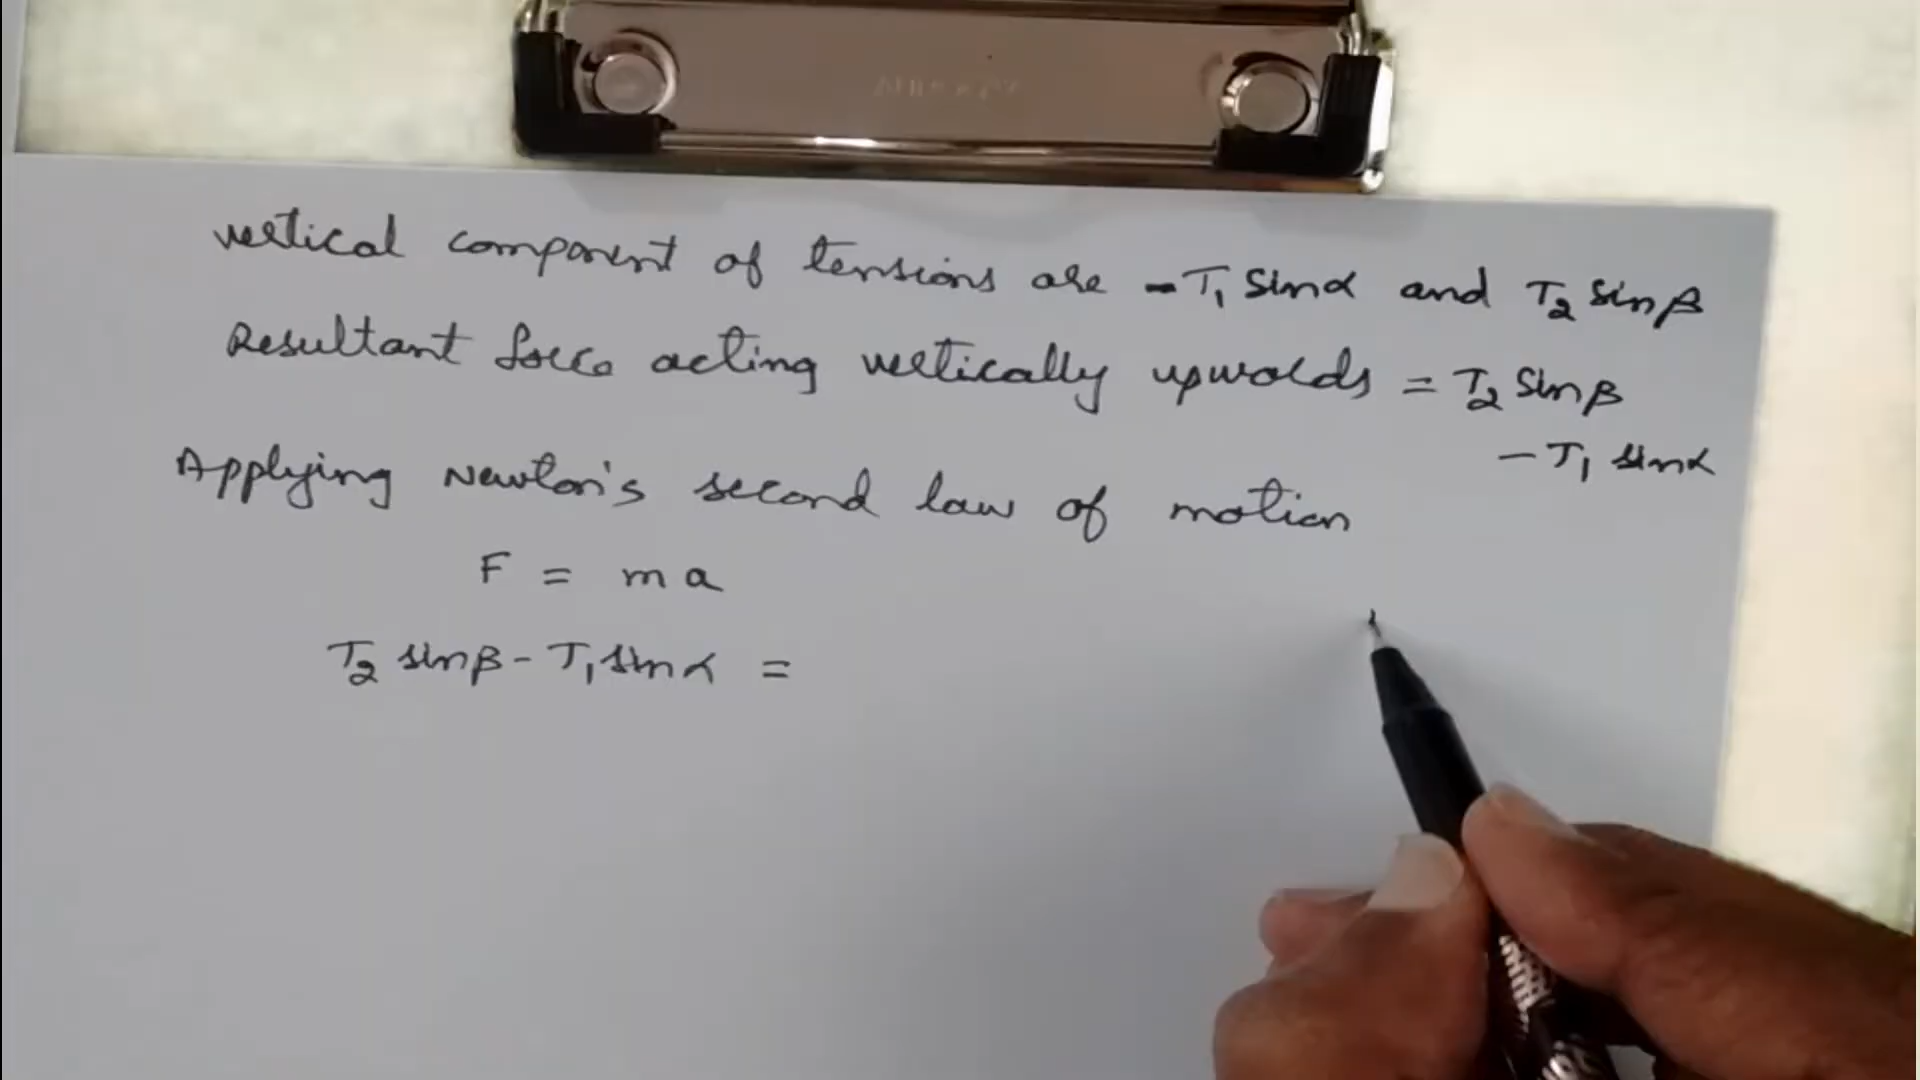 vertical component of tensions are -T₁ sinα and T₂ sinβ
Resultant force acting vertically upwards = T₂ sinβ
- T₁ sinα
Applying Newton's second law of motion
F = ma
T₂ sinβ - T₁ sinα =